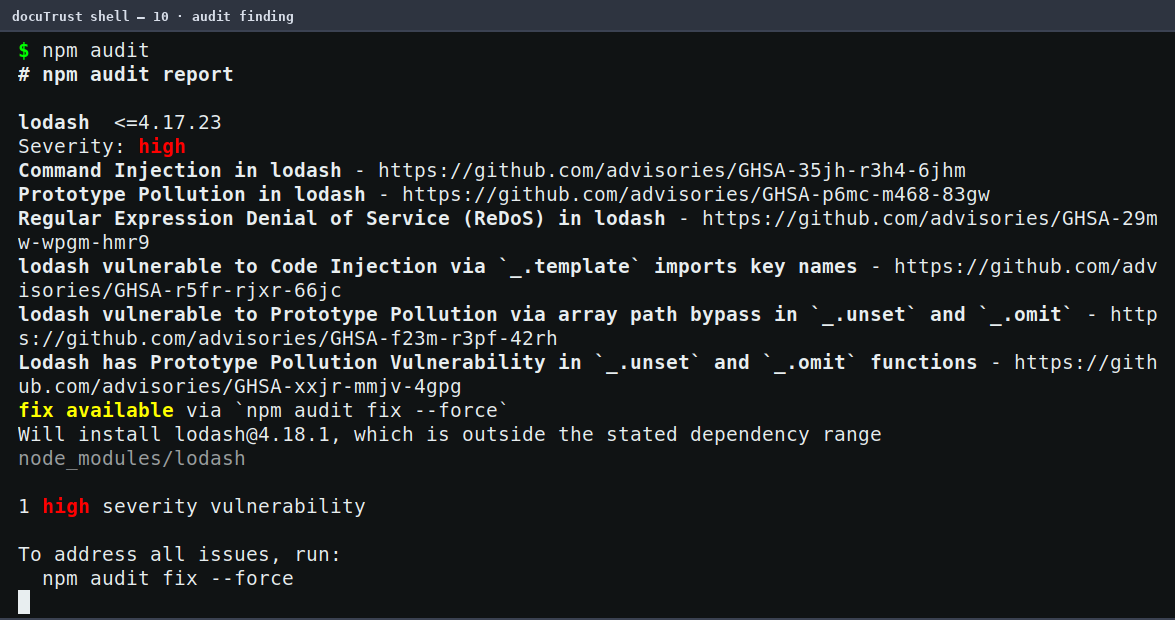 docuTrust shell — 10 · audit finding
$ npm audit
# npm audit report
lodash  <=4.17.23
Severity: high
Command Injection in lodash - https://github.com/advisories/GHSA-35jh-r3h4-6jhm
Prototype Pollution in lodash - https://github.com/advisories/GHSA-p6mc-m468-83gw
Regular Expression Denial of Service (ReDoS) in lodash - https://github.com/advisories/GHSA-29m
w-wpgm-hmr9
lodash vulnerable to Code Injection via `_.template` imports key names - https://github.com/adv
isories/GHSA-r5fr-rjxr-66jc
lodash vulnerable to Prototype Pollution via array path bypass in `_.unset` and `_.omit` - http
s://github.com/advisories/GHSA-f23m-r3pf-42rh
Lodash has Prototype Pollution Vulnerability in `_.unset` and `_.omit` functions - https://gith
ub.com/advisories/GHSA-xxjr-mmjv-4gpg
fix available via `npm audit fix --force`
Will install lodash@4.18.1, which is outside the stated dependency range
node_modules/lodash
1 high severity vulnerability
To address all issues, run:
  npm audit fix --force